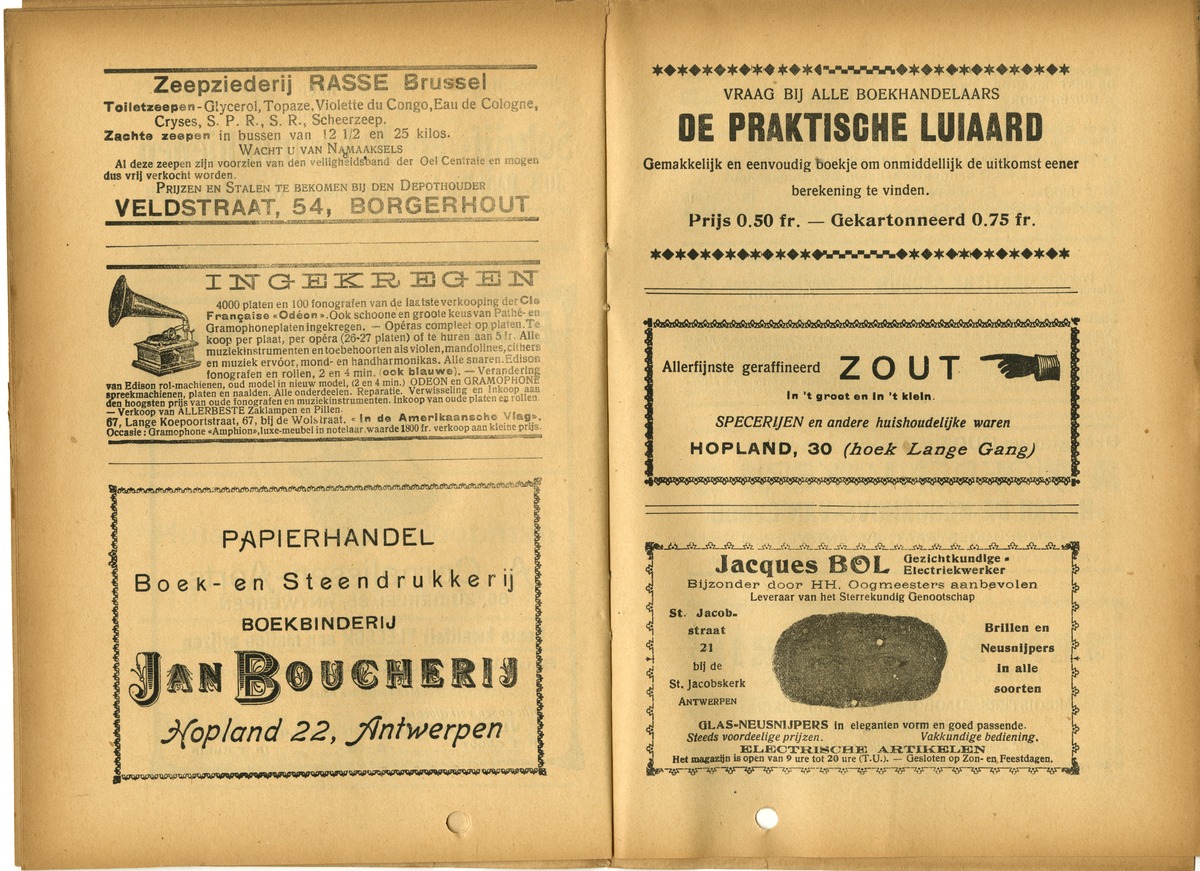 Zeepziederij RASSE Brussel
Toiletzeepen-Glycerol, Topaze, Violette du Congo, Eau de Cologne,
Cryses, S. P. R., S. R., Scheerzeep.
Zachte zeepen in bussen van 12 1/2 en 25 kilos.
WACHT U VAN NAMAAKSELS
Al deze zeepen zijn voorzien van den veiligheidsband der Oel Centrale en mogen
dus vrij verkocht worden.
PRIJZEN EN STALEN TE BEKOMEN BIJ DEN DEPOTHOUDER
VELDSTRAAT, 54, BORGERHOUT
INGEKREGEN
4000 platen en 100 fonografen van de laatste verkooping der Cie
Française «Odéon». Ook schoone en groote keus van Pathé- en
Gramophoneplaten ingekregen. — Opéras compleet op platen. Te
koop per plaat, per opéra (26-27 platen) of te huren aan 5 fr. Alle
muziekinstrumenten en toebehoorten als violen, mandolines, cithers
en muziek ervóor, mond- en handharmonikas. Alle snaren. Edison
fonografen en rollen, 2 en 4 min. (ook blauwe). — Verandering
van Edison rol-machienen, oud model in nieuw model, (2 en 4 min.) ODEON en GRAMOPHONE
spreekmachienen, platen en naalden. Alle onderdeelen. Reparatie. Verwisseling en Inkoop aan
den hoogsten prijs van oude fonografen en muziekinstrumenten. Inkoop van oude platen en rollen.
— Verkoop van ALLERBESTE Zaklampen en Pillen.
67, Lange Koepoortstraat, 67, bij de Wolstraat. « In de Amerikaansche Vlag».
Occasie : Gramophone «Amphion», luxe-meubel in notelaar, waarde 1800 fr. verkoop aan kleine prijs.
PAPIERHANDEL
Boek- en Steendrukkerij
BOEKBINDERIJ
JAN BOUCHERIJ
Hopland 22, Antwerpen
VRAAG BIJ ALLE BOEKHANDELAARS
DE PRAKTISCHE LUIAARD
Gemakkelijk en eenvoudig boekje om onmiddellijk de uitkomst eener
berekening te vinden.
Prijs 0.50 fr. — Gekartonneerd 0.75 fr.
Allerfijnste geraffineerd ZOUT
In 't groot en in 't klein.
SPECERIJEN en andere huishoudelijke waren
HOPLAND, 30 (hoek Lange Gang)
Jacques BOL Gezichtkundige-
Electriekwerker
Bijzonder door HH. Oogmeesters aanbevolen
Leveraar van het Sterrekundig Genootschap
St. Jacob-
straat
21
bij de
St. Jacobskerk
ANTWERPEN
Brillen en
Neusnijpers
in alle
soorten
GLAS-NEUSNIJPERS in eleganten vorm en goed passende.
Steeds voordeelige prijzen. Vakkundige bediening.
ELECTRISCHE ARTIKELEN
Het magazijn is open van 9 ure tot 20 ure (T.U.). — Gesloten op Zon- en Feestdagen.